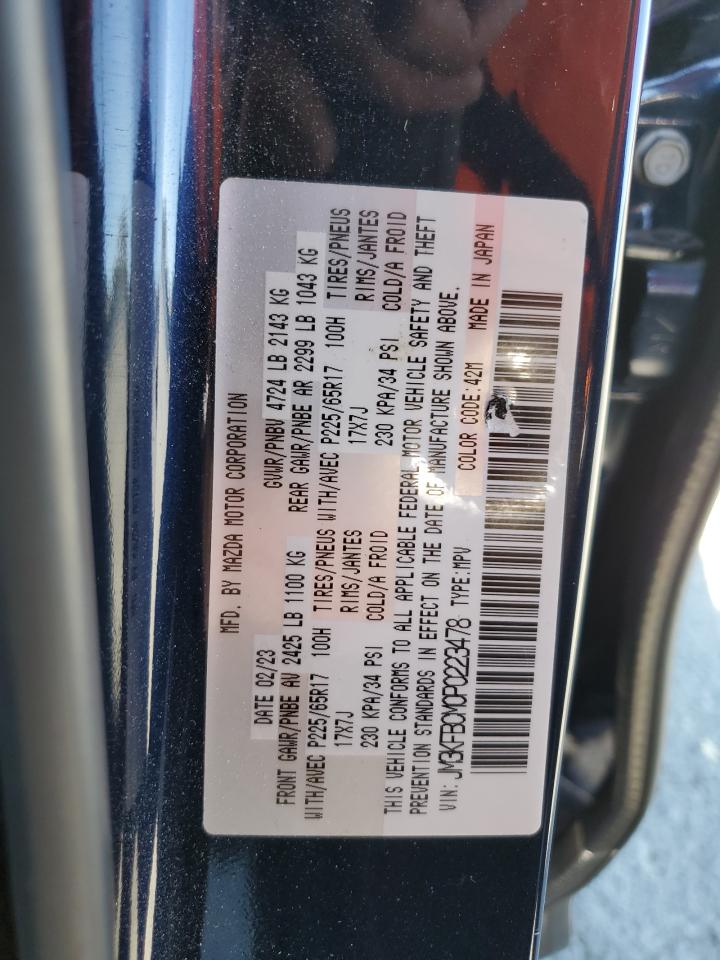 MFD. BY MAZDA MOTOR CORPORATION
DATE 02/23 GVWR/PNBV 4724 LB 2143 KG
FRONT GAWR/PNBE AV 2425 LB 1100 KG REAR GAWR/PNBE AR 2299 LB 1043 KG
WITH/AVEC P225/65R17 100H TIRES/PNEUS WITH/AVEC P225/65R17 100H TIRES/PNEUS
17X7J RIMS/JANTES 17X7J RIMS/JANTES
230 KPA/34 PSI COLD/A FROID 230 KPA/34 PSI COLD/A FROID
THIS VEHICLE CONFORMS TO ALL APPLICABLE FEDERAL MOTOR VEHICLE SAFETY AND THEFT
PREVENTION STANDARDS IN EFFECT ON THE DATE OF MANUFACTURE SHOWN ABOVE.
VIN: JM3KFBCM0P0223478 TYPE:MPV COLOR CODE:42M MADE IN JAPAN